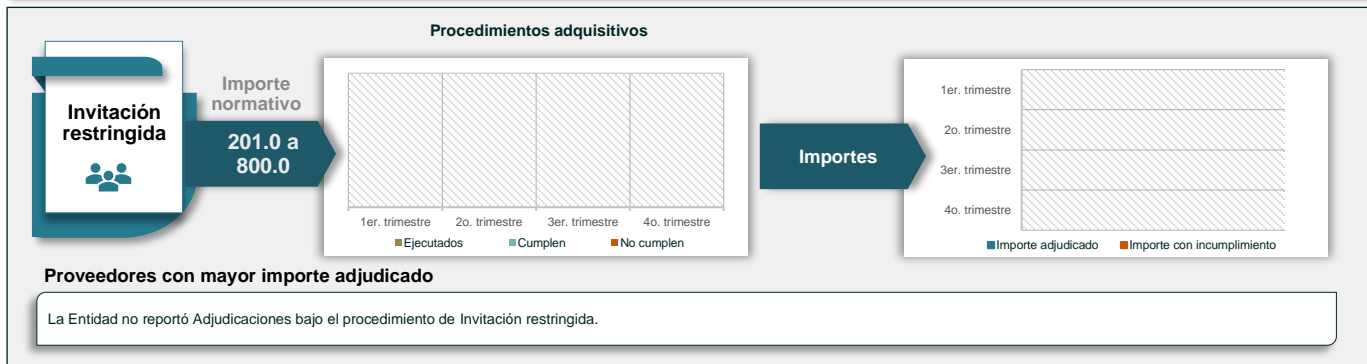 Procedimientos adquisitivos
Invitación
restringida
Importe
normativo
201.0 a
800.0
1er. trimestre
2o. trimestre
3er. trimestre
4o. trimestre
Ejecutados
Cumplen
No cumplen
Importes
1er. trimestre
2o. trimestre
3er. trimestre
4o. trimestre
Importe adjudicado
Importe con incumplimiento
Proveedores con mayor importe adjudicado
La Entidad no reportó Adjudicaciones bajo el procedimiento de Invitación restringida.